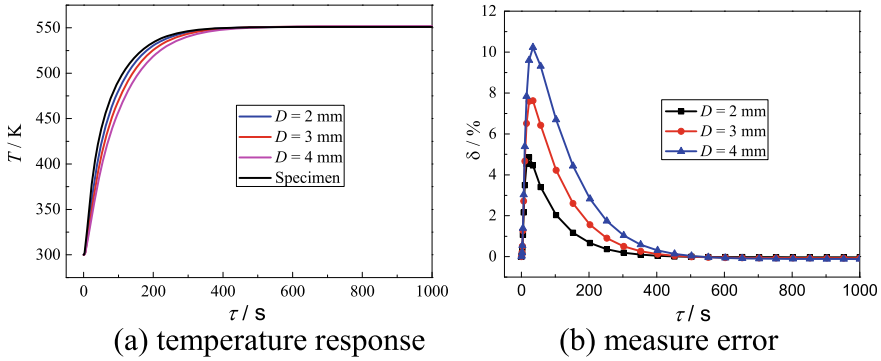 T / K
550
500
450
400
350
300
D = 2 mm
D = 3 mm
D = 4 mm
Specimen
0 200 400 600 800 1000
τ / s
(a) temperature response
δ / %
12
10
8
6
4
2
0
D = 2 mm
D = 3 mm
D = 4 mm
0 200 400 600 800 1000
τ / s
(b) measure error